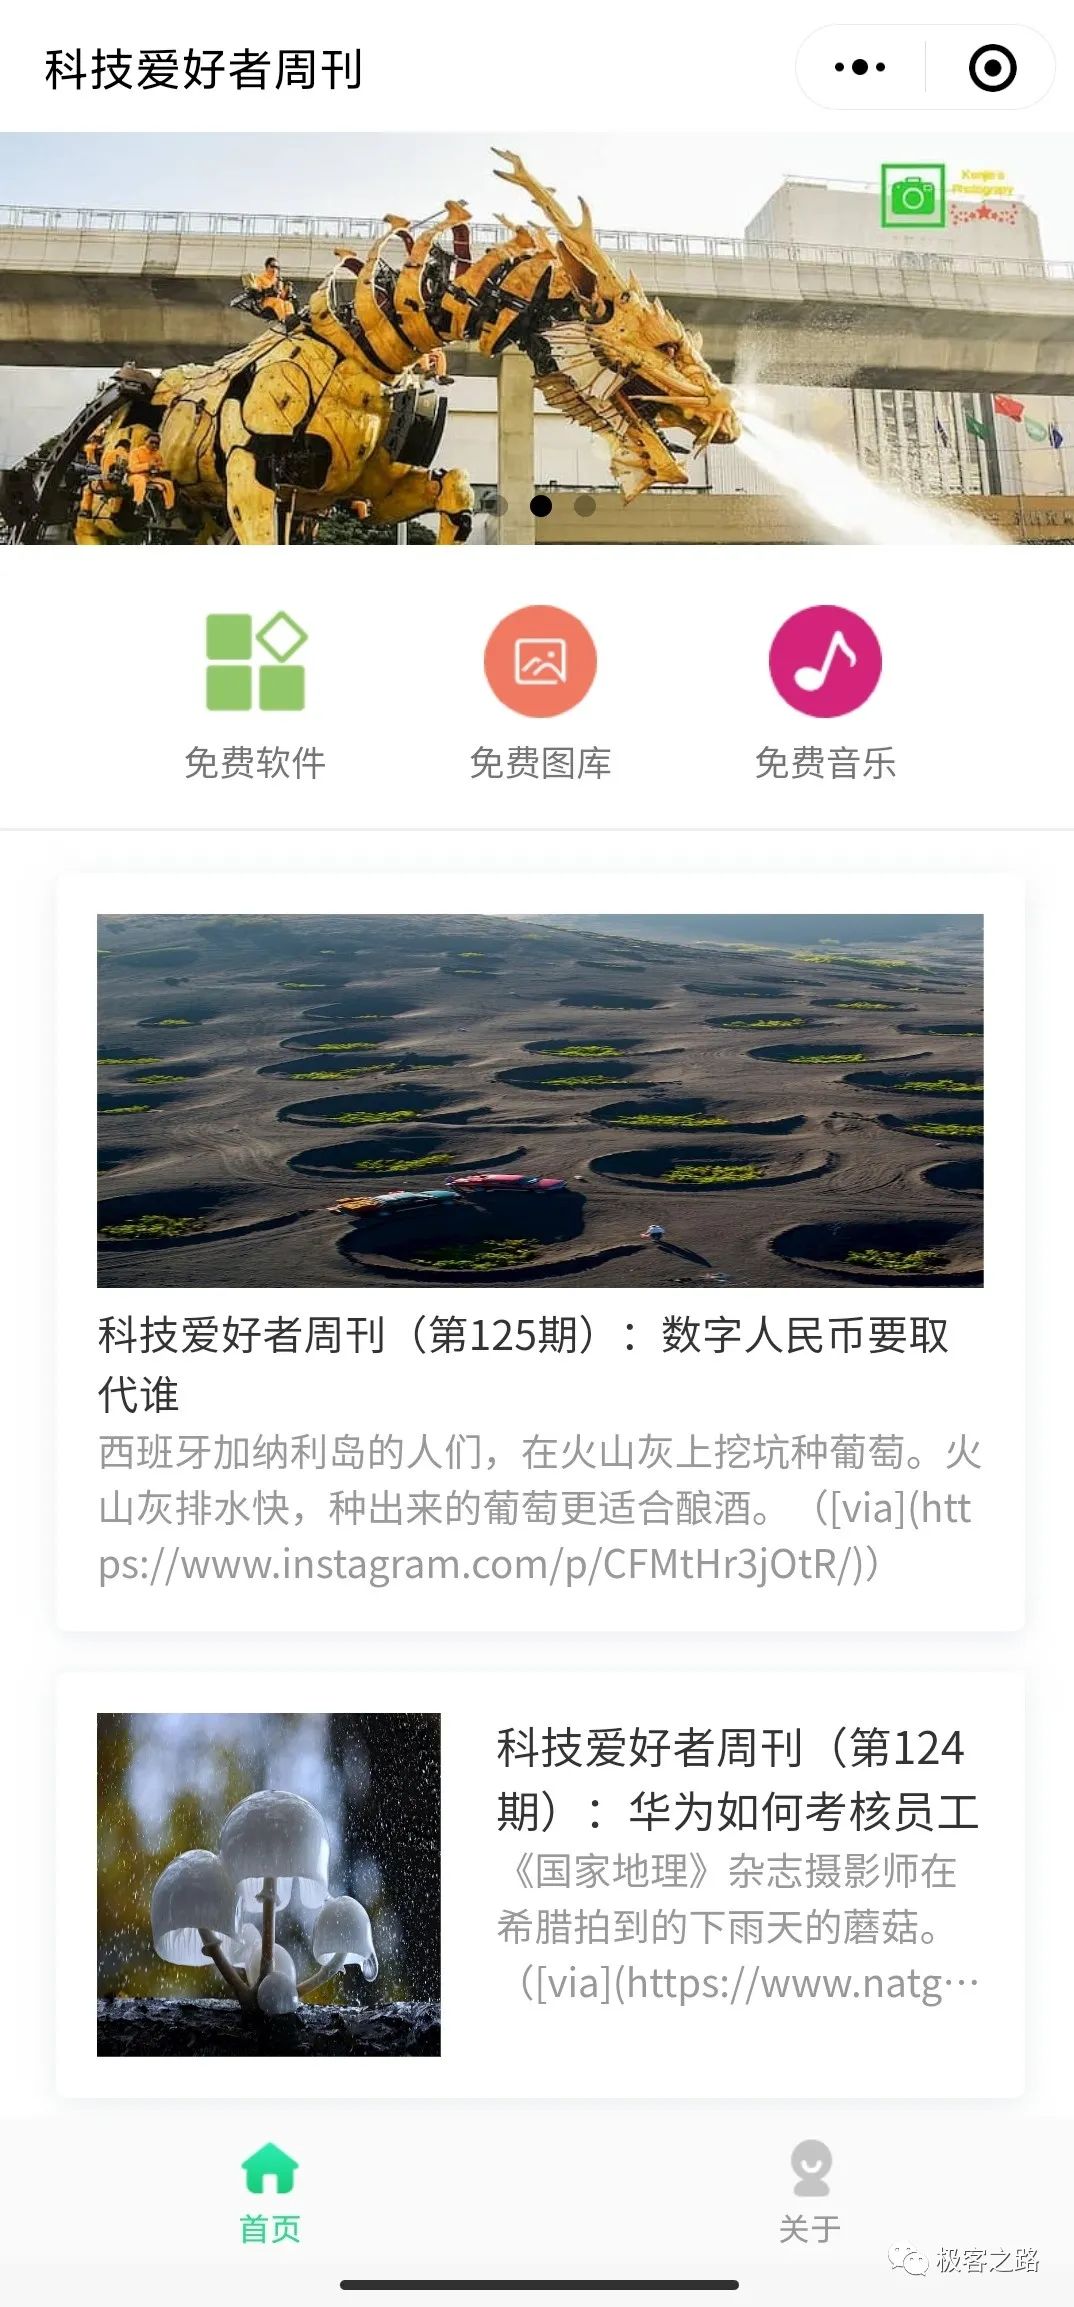 科技爱好者周刊
Kenjie's
Photograpy
免费软件
免费图库
免费音乐
科技爱好者周刊（第125期）：数字人民币要取
代谁
西班牙加纳利岛的人们，在火山灰上挖坑种葡萄。火
山灰排水快，种出来的葡萄更适合酿酒。（[via](htt
ps://www.instagram.com/p/CFMtHr3jOtR/)）
科技爱好者周刊（第124
期）：华为如何考核员工
《国家地理》杂志摄影师在
希腊拍到的下雨天的蘑菇。
（[via](https://www.natg…
首页
关于
极客之路